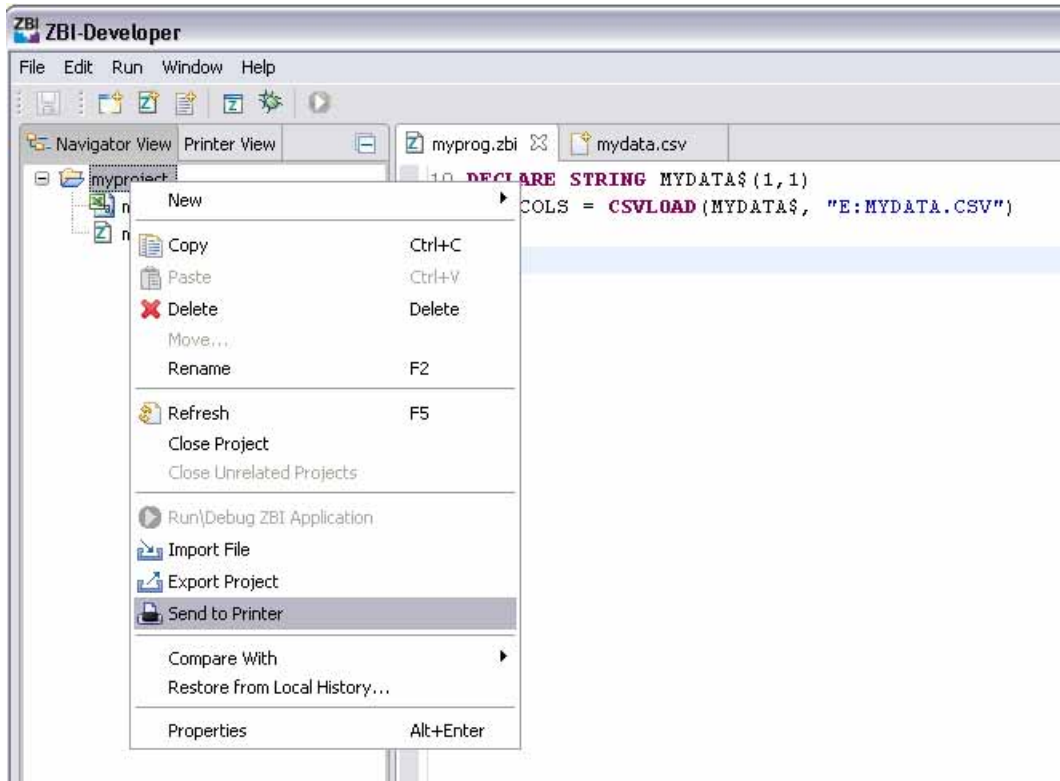 ZBI ZBI-Developer
File Edit Run Window Help
Navigator View Printer View myprog.zbi mydata.csv
myproject
10 DECLARE STRING MYDATA$(1,1)
COLS = CSVLOAD(MYDATA$, "E:MYDATA.CSV")
New
Copy Ctrl+C
Paste Ctrl+V
Delete Delete
Move...
Rename F2
Refresh F5
Close Project
Close Unrelated Projects
Run\Debug ZBI Application
Import File
Export Project
Send to Printer
Compare With
Restore from Local History...
Properties Alt+Enter